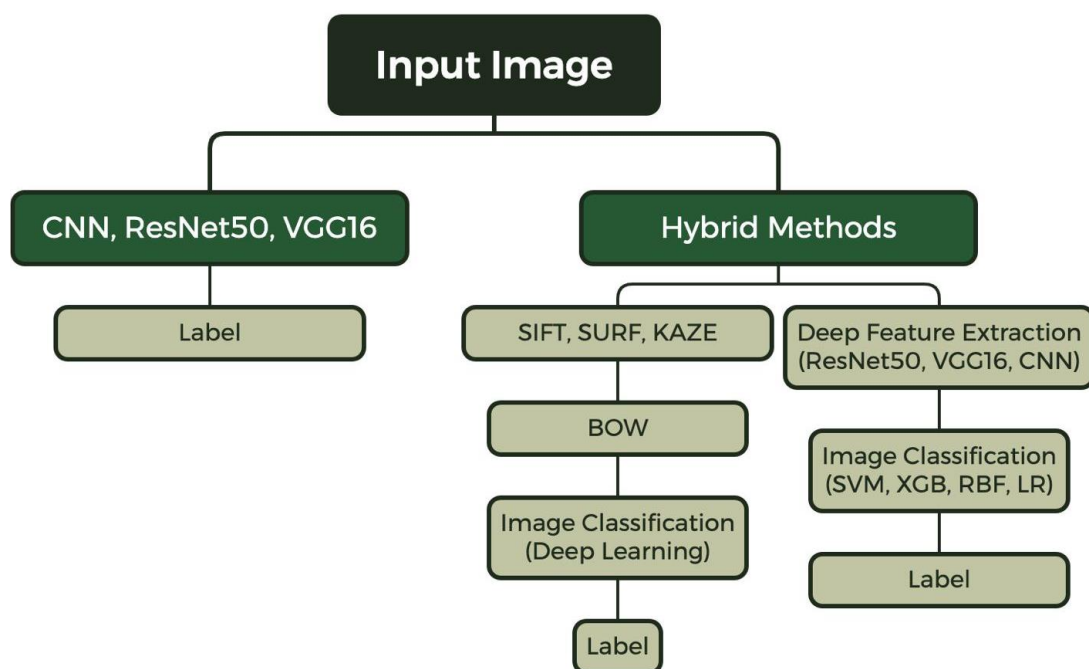 Input Image
CNN, ResNet50, VGG16
Label
Hybrid Methods
SIFT, SURF, KAZE
BOW
Image Classification
(Deep Learning)
Label
Deep Feature Extraction
(ResNet50, VGG16, CNN)
Image Classification
(SVM, XGB, RBF, LR)
Label